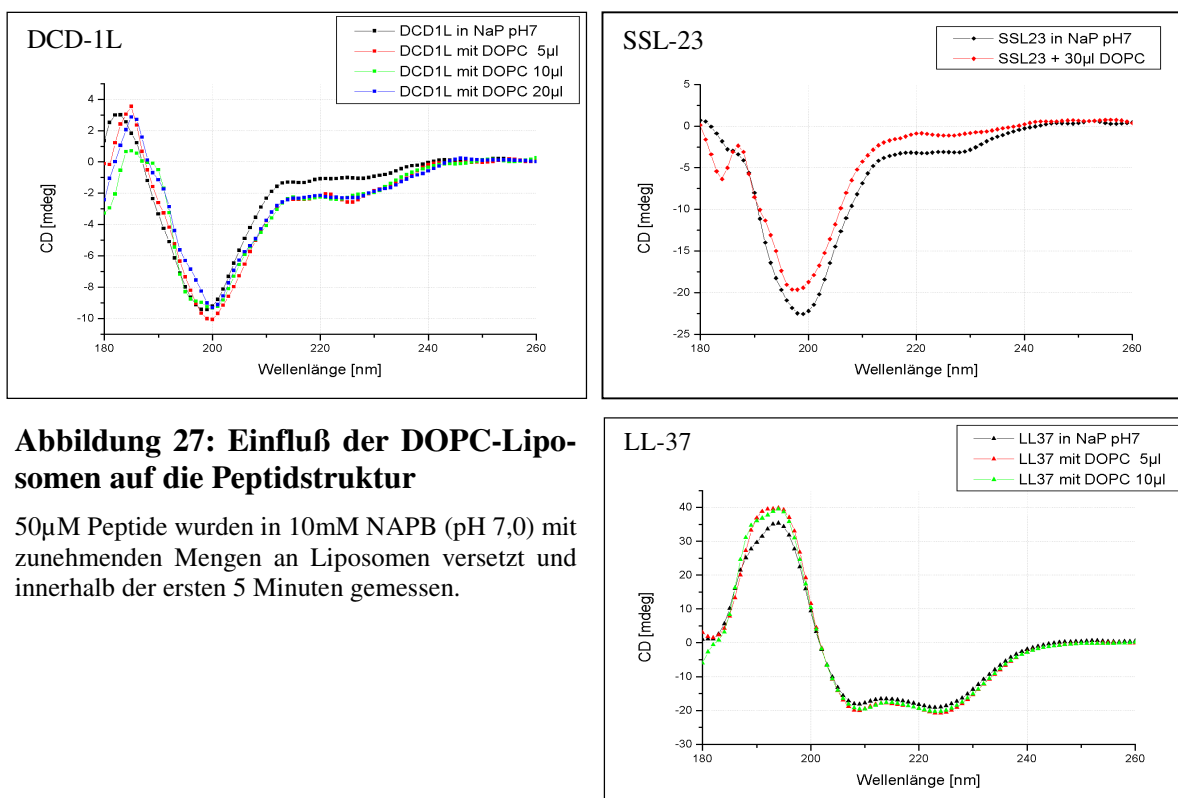 DCD-1L
DCD1L in NaP pH7
DCD1L mit DOPC 5µl
DCD1L mit DOPC 10µl
DCD1L mit DOPC 20µl
4
2
0
-2
-4
-6
-8
-10
CD [mdeg]
180 200 220 240 260
Wellenlänge [nm]
SSL-23
SSL23 in NaP pH7
SSL23 + 30µl DOPC
5
0
-5
-10
-15
-20
-25
CD [mdeg]
180 200 220 240 260
Wellenlänge [nm]
Abbildung 27: Einfluß der DOPC-Lipo-
somen auf die Peptidstruktur
50µM Peptide wurden in 10mM NAPB (pH 7,0) mit
zunehmenden Mengen an Liposomen versetzt und
innerhalb der ersten 5 Minuten gemessen.
LL-37
LL37 in NaP pH7
LL37 mit DOPC 5µl
LL37 mit DOPC 10µl
40
30
20
10
0
-10
-20
-30
CD [mdeg]
180 200 220 240 260
Wellenlänge [nm]